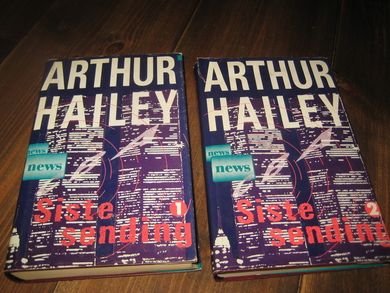 ARTHUR
HAILEY
news
news
Siste 1
sending
ARTHUR
HAILEY
news
news
Siste 2
sending